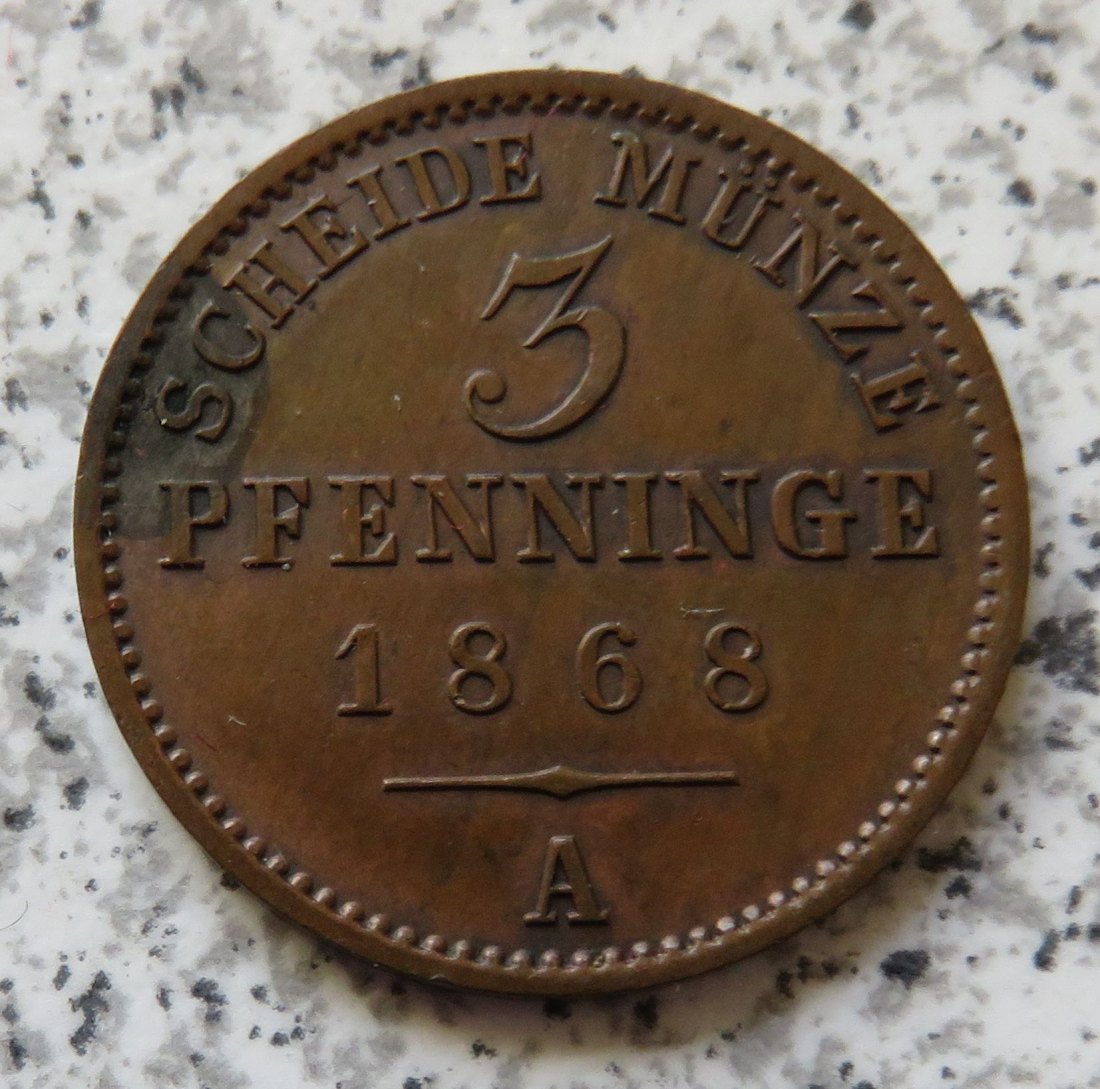 SCHEIDE MÜNZE
3
PFENNINGE
1868
A